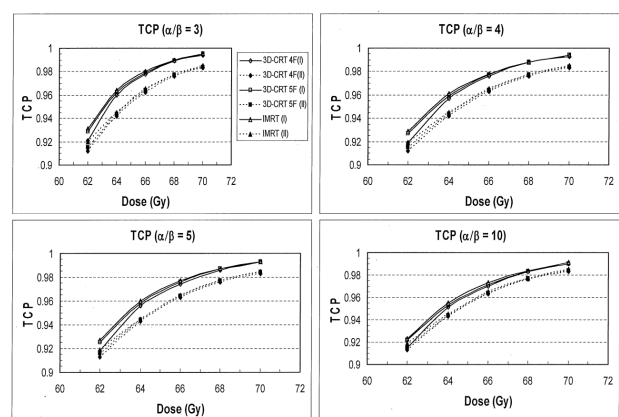 TCP (α/β = 3)
1
0.98
0.96
0.94
0.92
0.9
TCP
60 62 64 66 68 70 72
Dose (Gy)
3D-CRT 4F(I)
3D-CRT 4F(II)
3D-CRT 5F (I)
3D-CRT 5F (II)
IMRT (I)
IMRT (II)
TCP (α/β = 4)
1
0.98
0.96
0.94
0.92
0.9
TCP
60 62 64 66 68 70 72
Dose (Gy)
TCP (α/β = 5)
1
0.98
0.96
0.94
0.92
0.9
TCP
60 62 64 66 68 70 72
Dose (Gy)
TCP (α/β = 10)
1
0.98
0.96
0.94
0.92
0.9
TCP
60 62 64 66 68 70 72
Dose (Gy)